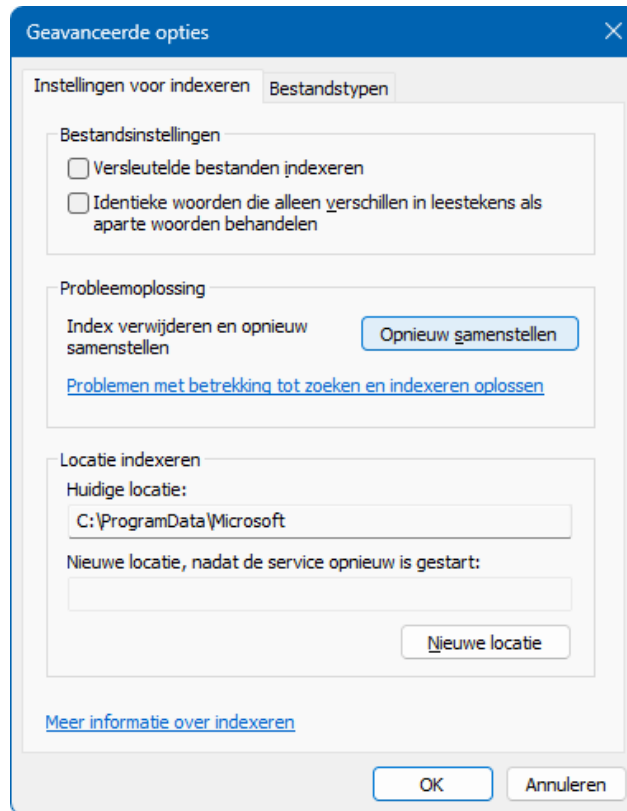 Geavanceerde opties
Instellingen voor indexeren
Bestandstypen
Bestandsinstellingen
Versleutelde bestanden indexeren
Identieke woorden die alleen verschillen in leestekens als
aparte woorden behandelen
Probleemoplossing
Index verwijderen en opnieuw
samenstellen
Opnieuw samenstellen
Problemen met betrekking tot zoeken en indexeren oplossen
Locatie indexeren
Huidige locatie:
C:\ProgramData\Microsoft
Nieuwe locatie, nadat de service opnieuw is gestart:
Nieuwe locatie
Meer informatie over indexeren
OK
Annuleren